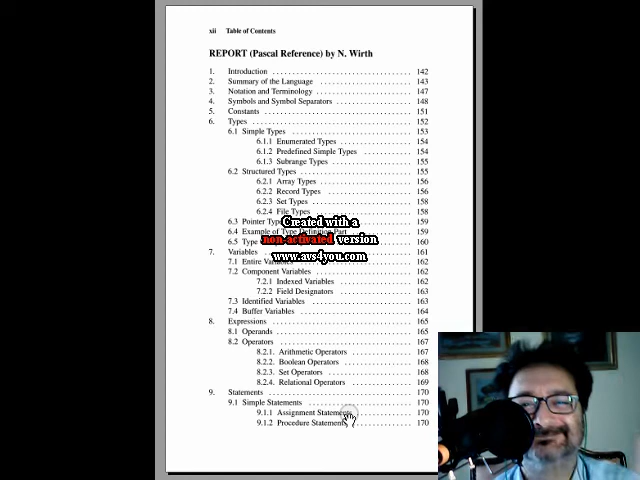 xii Table of Contents
REPORT (Pascal Reference) by N. Wirth
1. Introduction 142
2. Summary of the Language 143
3. Notation and Terminology 147
4. Symbols and Symbol Separators 148
5. Constants 151
6. Types 152
6.1 Simple Types 153
6.1.1 Enumerated Types 154
6.1.2 Predefined Simple Types 154
6.1.3 Subrange Types 155
6.2 Structured Types 155
6.2.1 Array Types 156
6.2.2 Record Types 156
6.2.3 Set Types 158
6.2.4 File Types 158
6.3 Pointer 159
Created with a
6.4 Example of Type Definition Part 159
non-activated version
6.5 Type 160
7. Variables 161
www.avs4you.com
7.1 Entire Variables 162
7.2 Component Variables 162
7.2.1 Indexed Variables 162
7.2.2 Field Designators 163
7.3 Identified Variables 163
7.4 Buffer Variables 164
8. Expressions 165
8.1 Operands 165
8.2 Operators 167
8.2.1. Arithmetic Operators 167
8.2.2. Boolean Operators 168
8.2.3. Set Operators 168
8.2.4. Relational Operators 169
9. Statements 170
9.1 Simple Statements 170
9.1.1 Assignment Statements 170
9.1.2 Procedure Statements 170